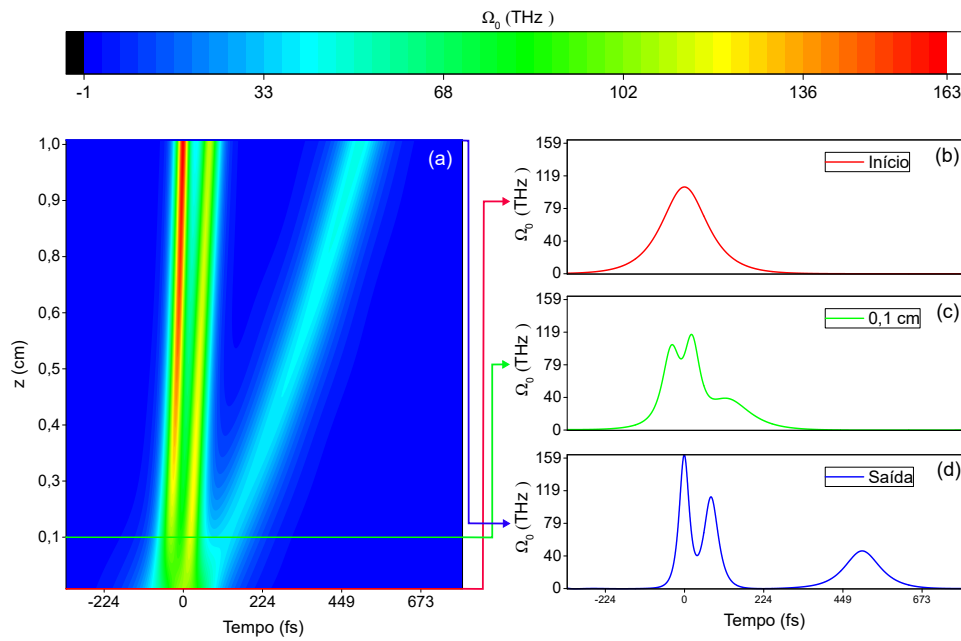 Ω₀ (THz)
-1 33 68 102 136 163
(a)
1,0
0,9
0,8
0,6
0,5
0,4
0,3
0,1
z (cm)
-224 0 224 449 673
Tempo (fs)
(b)
Início
159
119
79
40
0
Ω₀ (THz)
(c)
0,1 cm
159
119
79
40
0
Ω₀ (THz)
(d)
Saída
159
119
79
40
0
Ω₀ (THz)
-224 0 224 449 673
Tempo (fs)